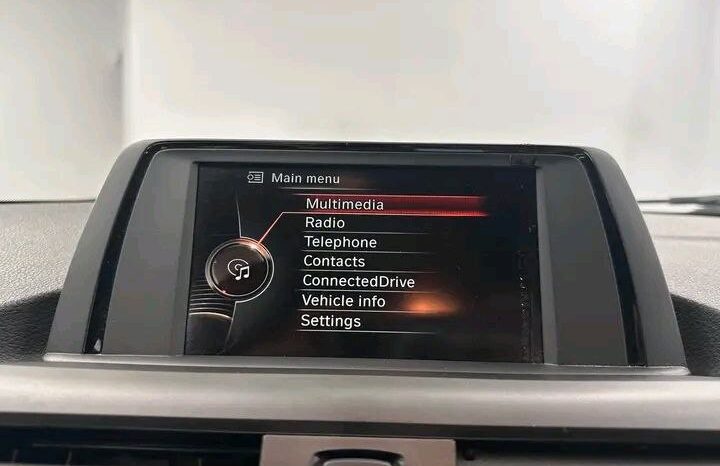 Main menu
Multimedia
Radio
Telephone
Contacts
ConnectedDrive
Vehicle info
Settings